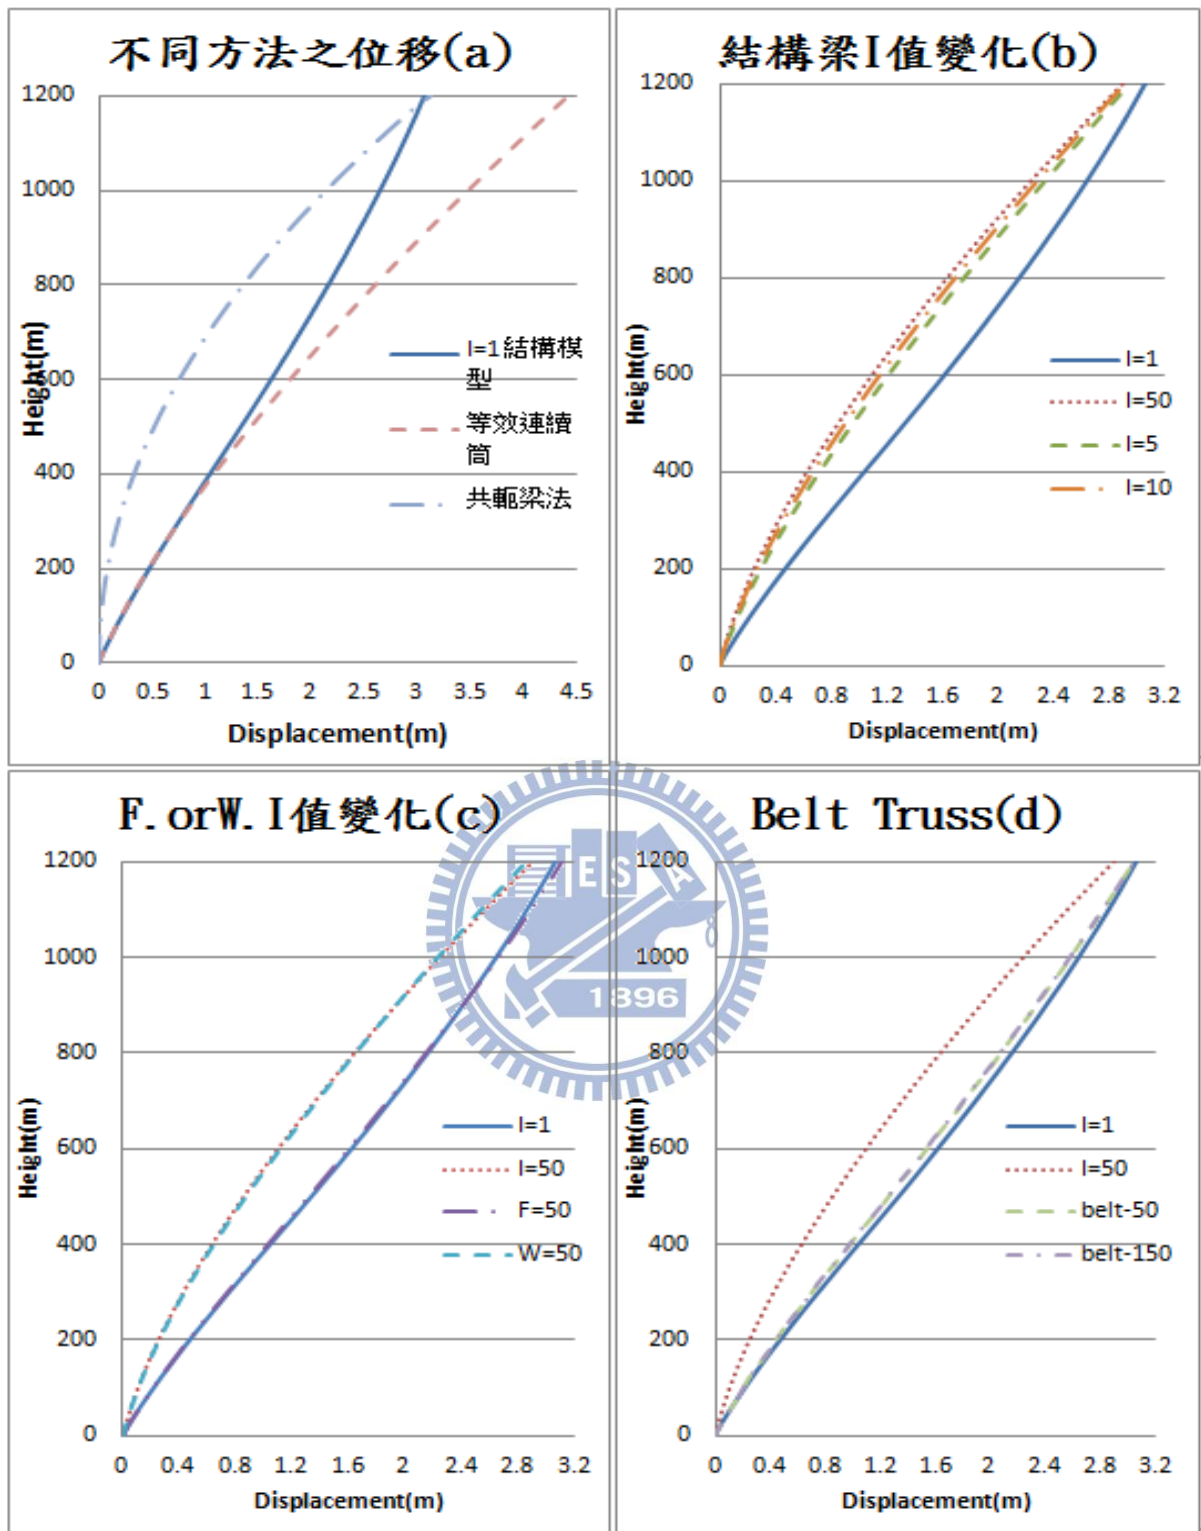 不同方法之位移(a)
1200
1000
800
600
400
200
0
Height(m)
0 0.5 1 1.5 2 2.5 3 3.5 4 4.5
Displacement(m)
I=1結構模
型
等效連續
筒
共軛梁法
結構梁I值變化(b)
1200
1000
800
600
400
200
0
Height(m)
0 0.4 0.8 1.2 1.6 2 2.4 2.8 3.2
Displacement(m)
I=1
I=50
I=5
I=10
F.orW.I值變化(c)
1200
1000
800
600
400
200
0
Height(m)
0 0.4 0.8 1.2 1.6 2 2.4 2.8 3.2
Displacement(m)
I=1
I=50
F=50
W=50
Belt Truss(d)
1200
1000
800
600
400
200
0
Height(m)
0 0.4 0.8 1.2 1.6 2 2.4 2.8 3.2
Displacement(m)
I=1
I=50
belt-50
belt-150
E S A
1896